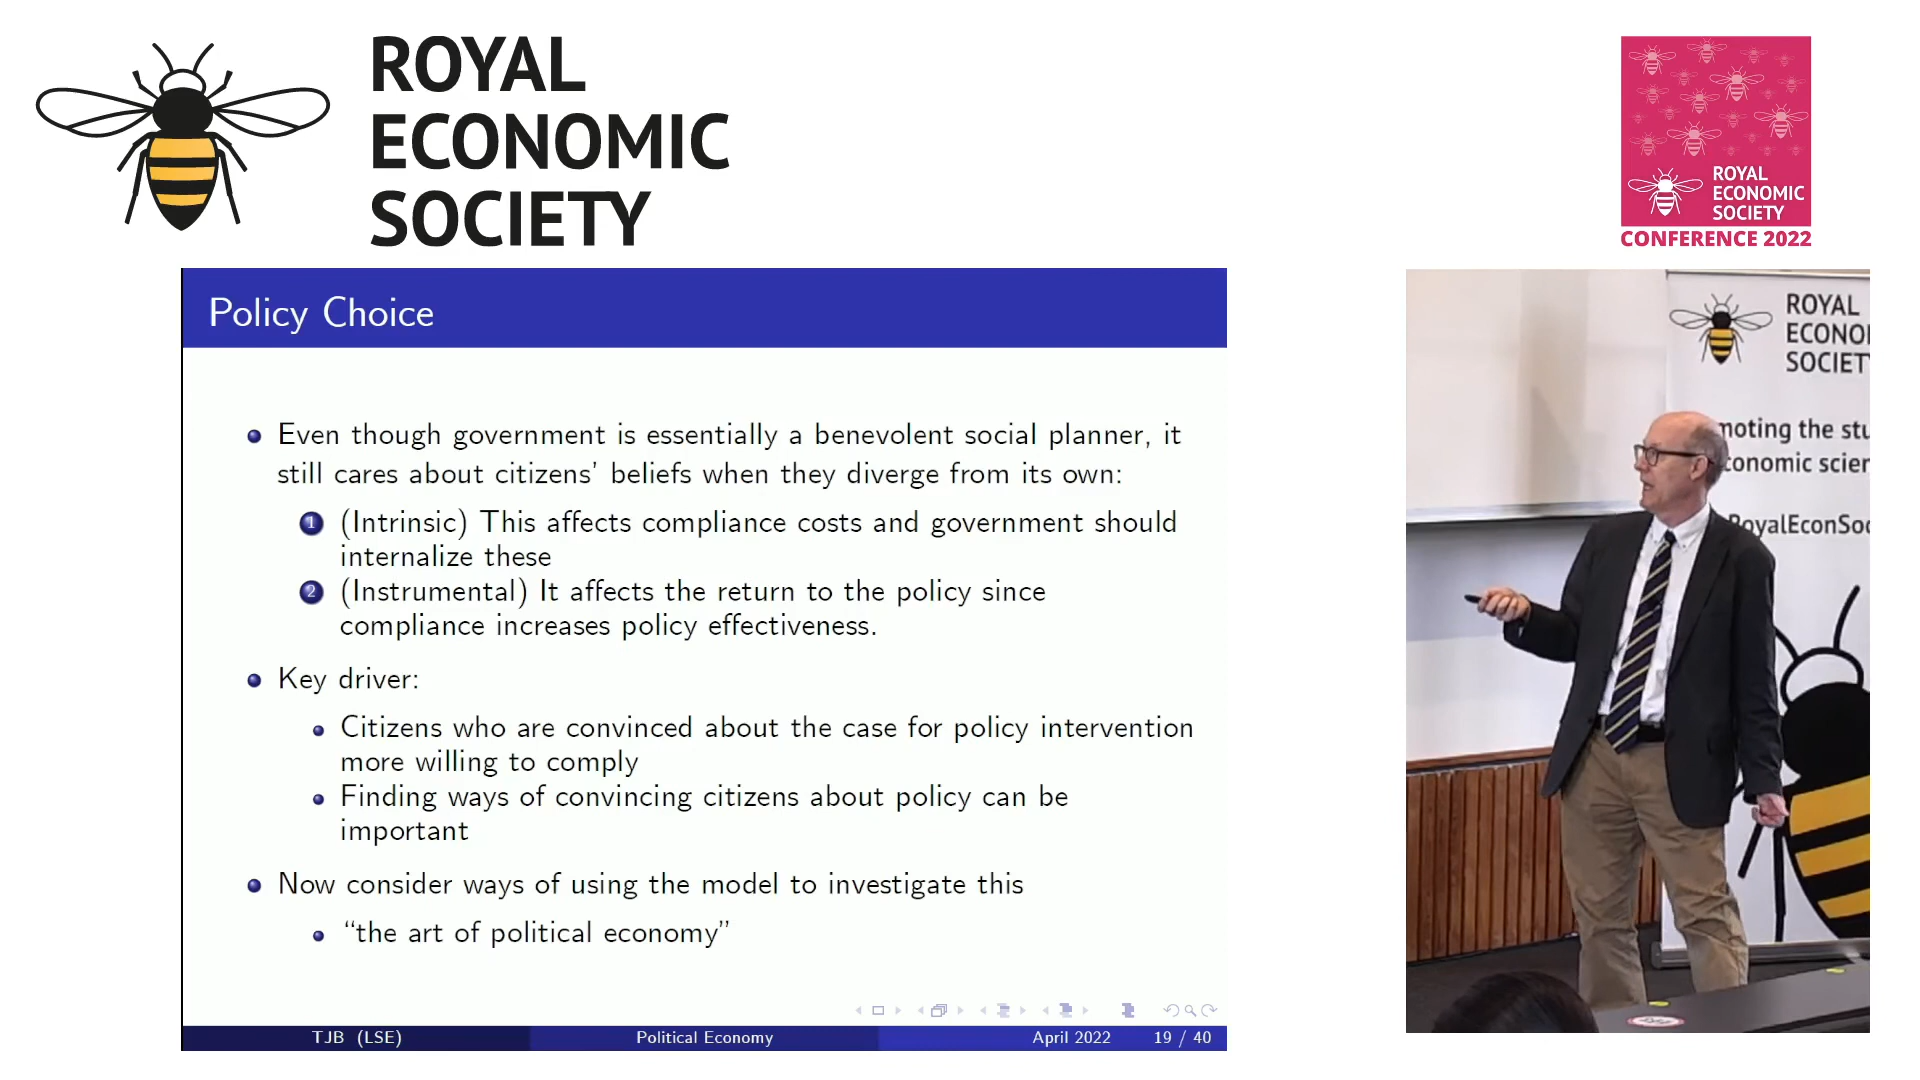 ROYAL
ECONOMIC
SOCIETY
ROYAL
ECONOMIC
SOCIETY
CONFERENCE 2022
Policy Choice
Even though government is essentially a benevolent social planner, it
still cares about citizens’ beliefs when they diverge from its own:
1 (Intrinsic) This affects compliance costs and government should
internalize these
2 (Instrumental) It affects the return to the policy since
compliance increases policy effectiveness.
Key driver:
Citizens who are convinced about the case for policy intervention
more willing to comply
Finding ways of convincing citizens about policy can be
important
Now consider ways of using the model to investigate this
“the art of political economy”
TJB (LSE) Political Economy April 2022 19 / 40
ROYAL
ECONO
SOCIET
moting the stu
conomic scien
RoyalEconSoc